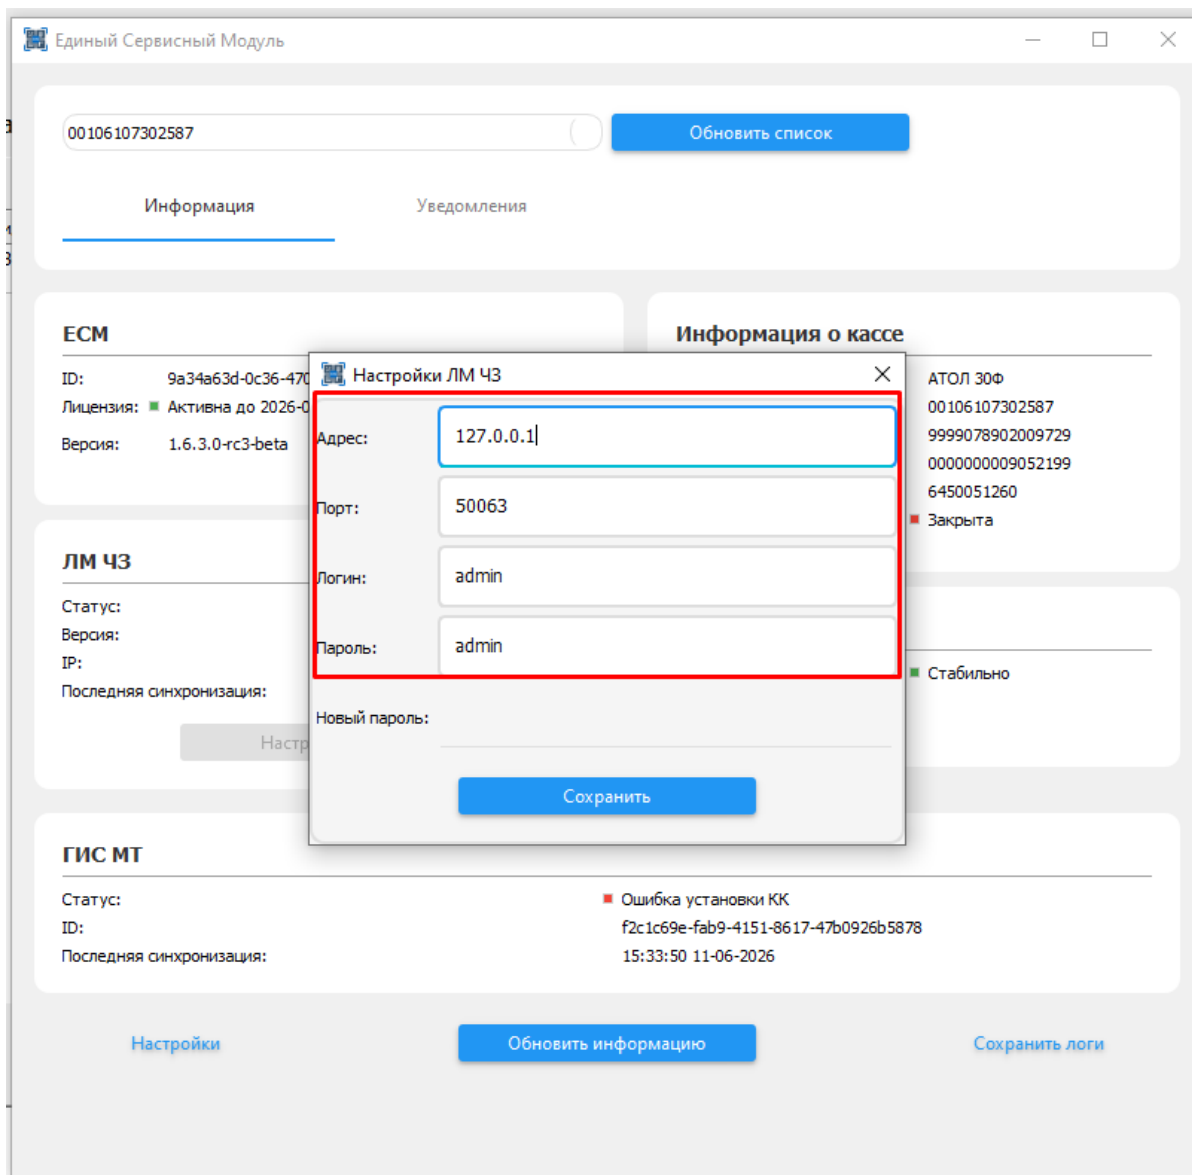 Единый Сервисный Модуль
00106107302587
Обновить список
Информация
Уведомления
ЕСМ
ID: 9a34a63d-0c36-470
Лицензия: Активна до 2026-0
Версия: 1.6.3.0-rc3-beta
Информация о кассе
АТОЛ 30Ф
00106107302587
9999078902009729
0000000009052199
6450051260
Закрыта
Настройки ЛМ ЧЗ
Адрес: 127.0.0.1
Порт: 50063
Логин: admin
Пароль: admin
Новый пароль:
Сохранить
ЛМ ЧЗ
Статус:
Версия:
IP:
Последняя синхронизация:
Настр
Стабильно
ГИС МТ
Статус: Ошибка установки КК
ID: f2c1c69e-fab9-4151-8617-47b0926b5878
Последняя синхронизация: 15:33:50 11-06-2026
Настройки
Обновить информацию
Сохранить логи